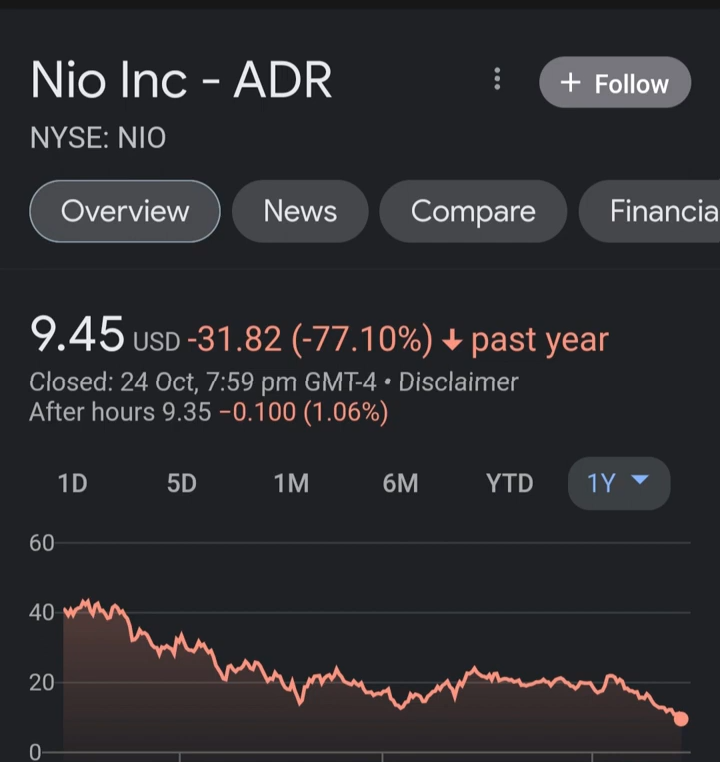 Nio Inc - ADR
+ Follow
NYSE: NIO
Overview News Compare Financia
9.45 USD -31.82 (-77.10%) ↓ past year
Closed: 24 Oct, 7:59 pm GMT-4 • Disclaimer
After hours 9.35 −0.100 (1.06%)
1D 5D 1M 6M YTD 1Y
60
40
20
0